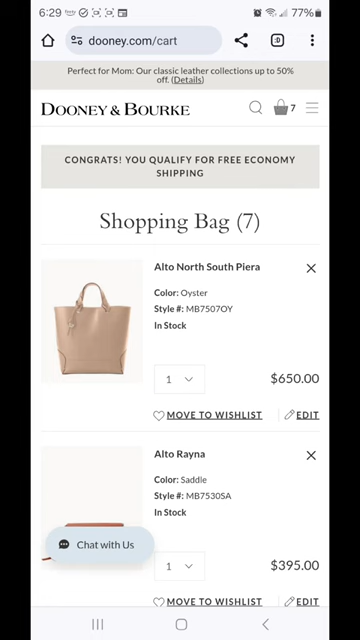 6:29
77%
dooney.com/cart
:D
Perfect for Mom: Our classic leather collections up to 50%
off. (Details)
DOONEY & BOURKE
7
CONGRATS! YOU QUALIFY FOR FREE ECONOMY
SHIPPING
Shopping Bag (7)
Alto North South Piera
Color: Oyster
Style #: MB7507OY
In Stock
1
$650.00
MOVE TO WISHLIST
EDIT
Alto Rayna
Color: Saddle
Style #: MB7530SA
In Stock
Chat with Us
1
$395.00
MOVE TO WISHLIST
EDIT